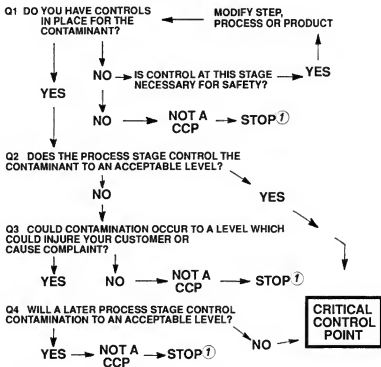 Q1 DO YOU HAVE CONTROLS
IN PLACE FOR THE
CONTAMINANT?
MODIFY STEP,
PROCESS OR PRODUCT
NO
IS CONTROL AT THIS STAGE
NECESSARY FOR SAFETY?
YES
YES
NO
NOT A
CCP
STOP①
Q2 DOES THE PROCESS STAGE CONTROL THE
CONTAMINANT TO AN ACCEPTABLE LEVEL?
NO
YES
Q3 COULD CONTAMINATION OCCUR TO A LEVEL WHICH
COULD INJURE YOUR CUSTOMER OR
CAUSE COMPLAINT?
YES
NO
NOT A
CCP
STOP①
Q4 WILL A LATER PROCESS STAGE CONTROL
CONTAMINATION TO AN ACCEPTABLE LEVEL?
YES
NOT A
CCP
STOP①
NO
CRITICAL
CONTROL
POINT